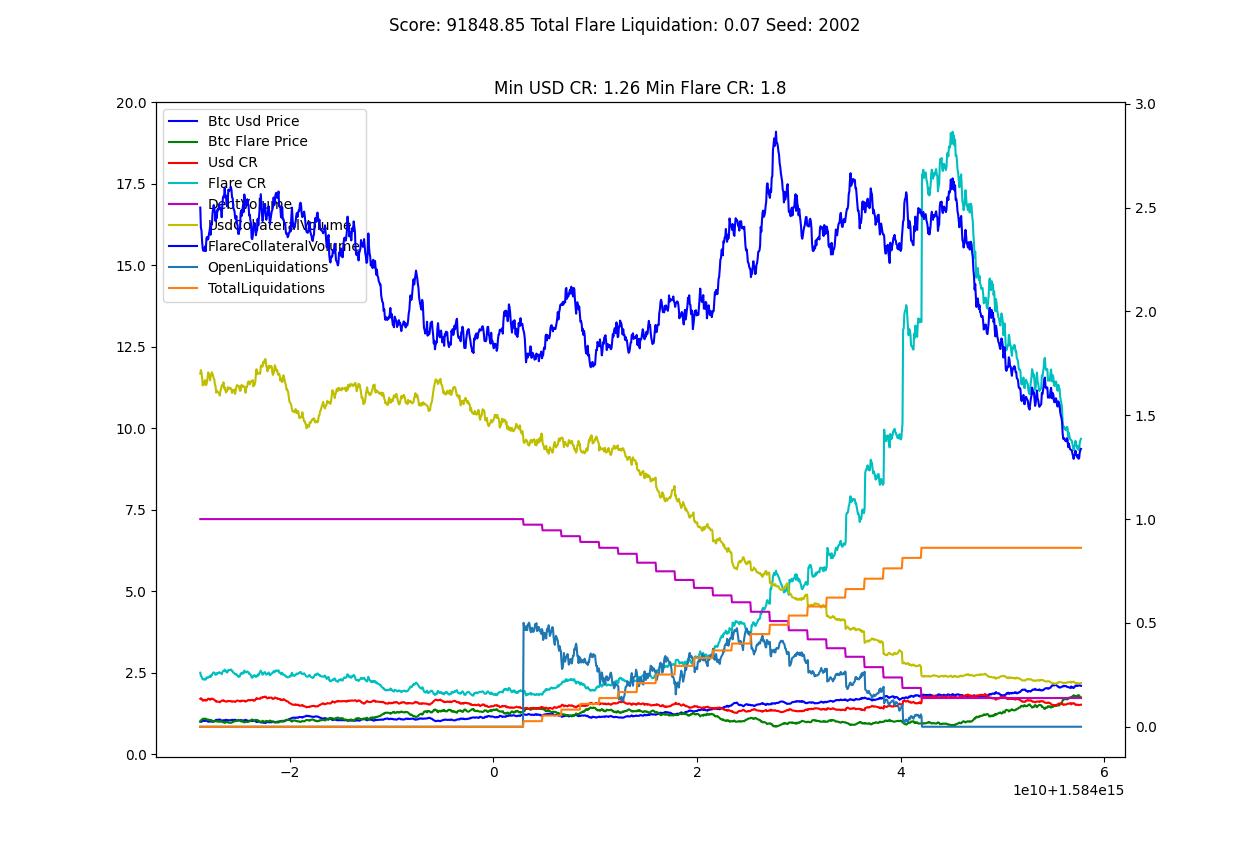 Score: 91848.85 Total Flare Liquidation: 0.07 Seed: 2002
Min USD CR: 1.26 Min Flare CR: 1.8
Btc Usd Price
Btc Flare Price
Usd CR
Flare CR
DebtVolume
UsdCollateralVolume
FlareCollateralVolume
OpenLiquidations
TotalLiquidations
20.0
17.5
15.0
12.5
10.0
7.5
5.0
2.5
0.0
3.0
2.5
2.0
1.5
1.0
0.5
0.0
−2
0
2
4
6
1e10+1.584e15